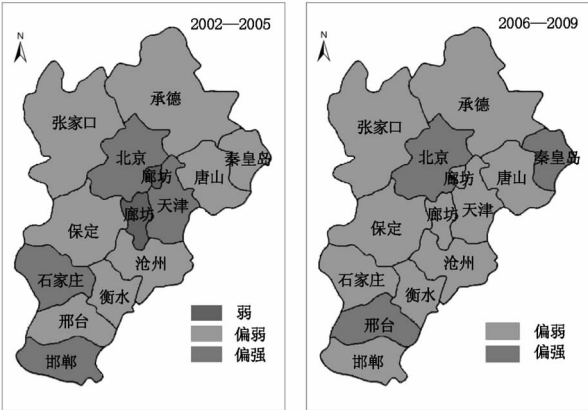 N
2002—2005
承德
张家口
北京
秦皇岛
廊坊
唐山
廊坊
天津
保定
沧州
石家庄
衡水
邢台
邯郸
弱
偏弱
偏强
N
2006—2009
承德
张家口
北京
秦皇岛
廊坊
唐山
廊坊
天津
保定
沧州
石家庄
衡水
邢台
邯郸
偏弱
偏强